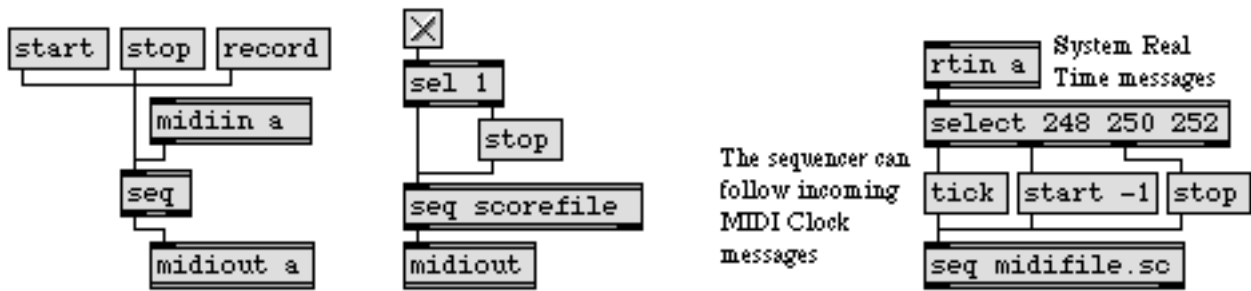 start
stop
record
midiin a
seq
midiout a
sel 1
stop
seq scorefile
midiout
The sequencer can
follow incoming
MIDI Clock
messages
rtin a
System Real
Time messages
select 248 250 252
tick
start -1
stop
seq midifile.sc